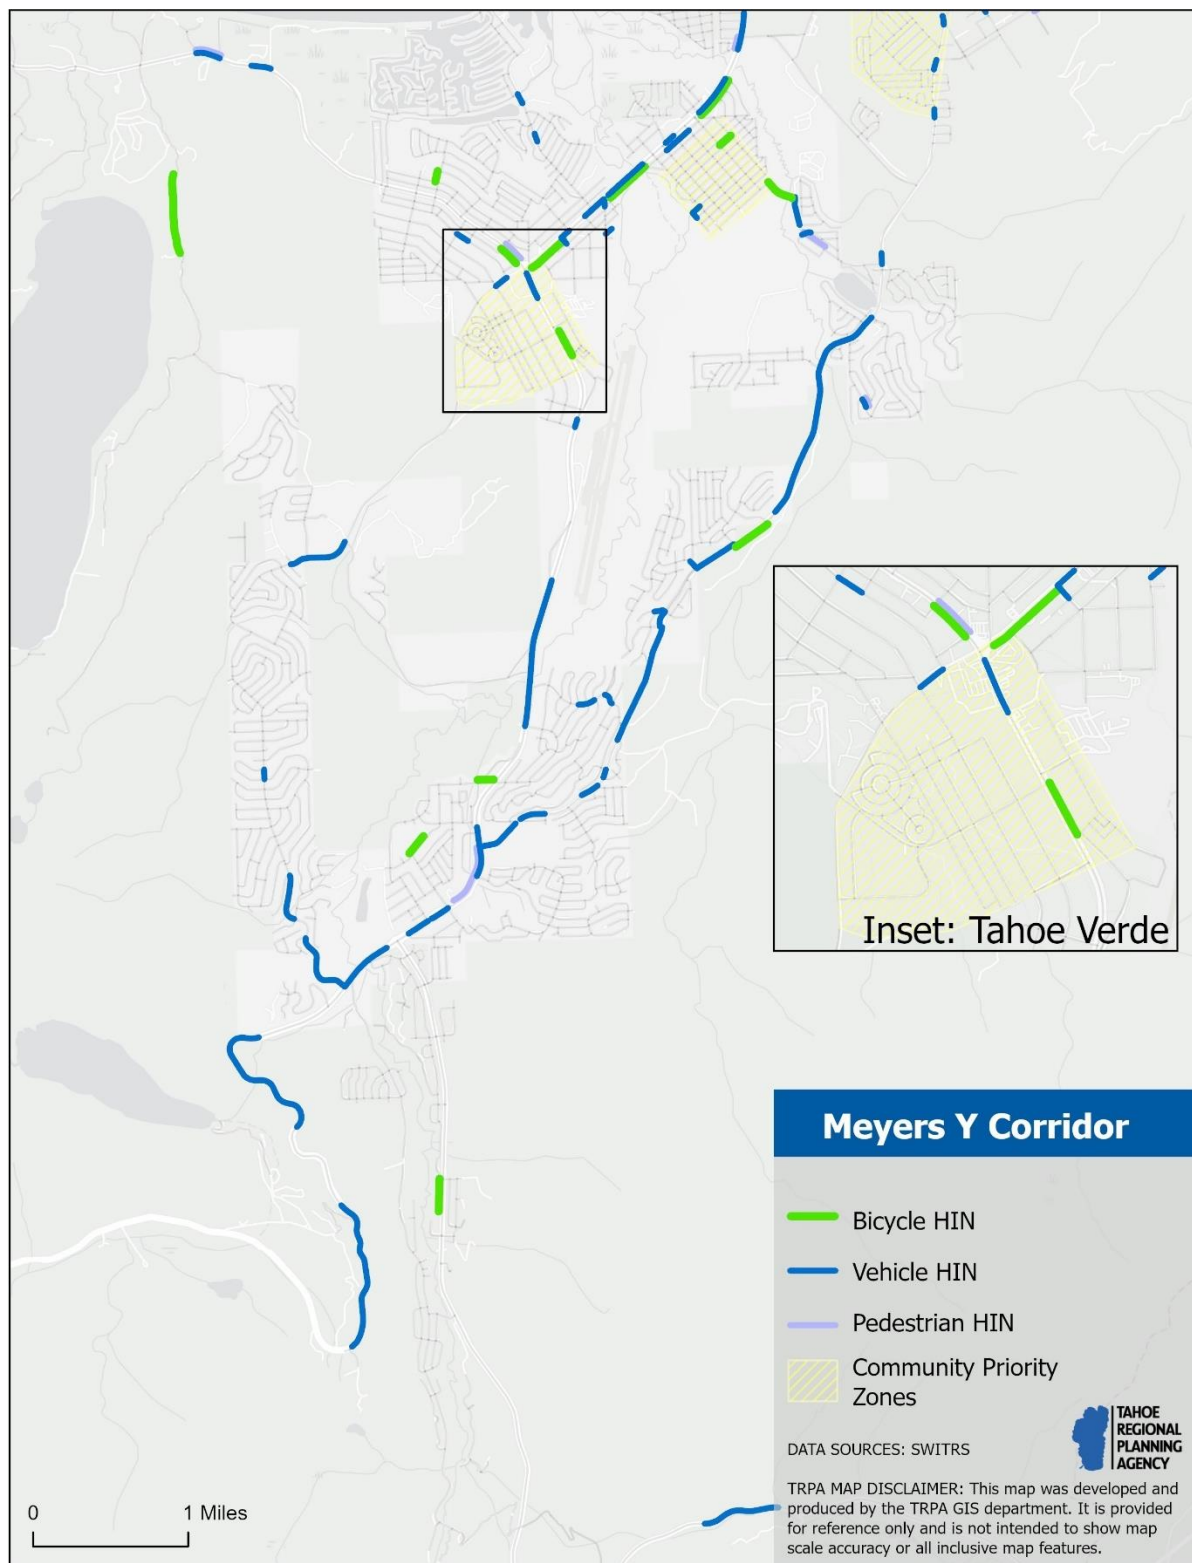 Inset: Tahoe Verde
Meyers Y Corridor
Bicycle HIN
Vehicle HIN
Pedestrian HIN
Community Priority
Zones
TAHOE
REGIONAL
PLANNING
AGENCY
DATA SOURCES: SWITRS
TRPA MAP DISCLAIMER: This map was developed and
produced by the TRPA GIS department. It is provided
for reference only and is not intended to show map
scale accuracy or all inclusive map features.
0 1 Miles